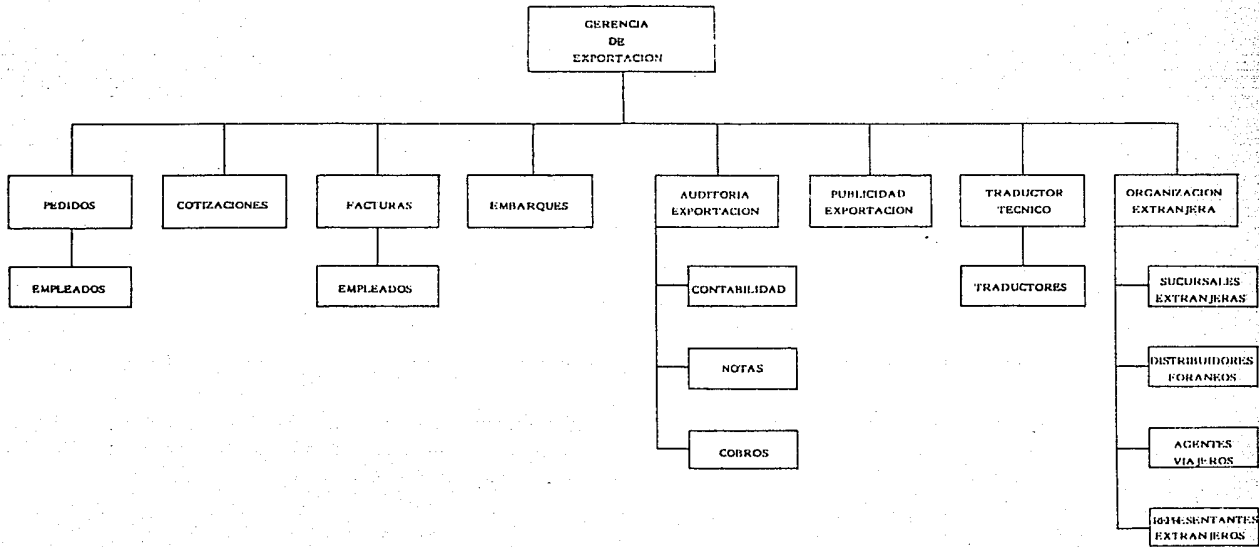 GERENCIA
DE
EXPORTACION
PEDIDOS
COTIZACIONES
FACTURAS
EMBARQUES
AUDITORIA
EXPORTACION
PUBLICIDAD
EXPORTACION
TRADUCTOR
TECNICO
ORGANIZACION
EXTRANJERA
EMPLEADOS
EMPLEADOS
CONTABILIDAD
TRADUCTORES
SUCURSALES
EXTRANJERAS
NOTAS
DISTRIBUIDORES
FORANEOS
COBROS
AGENTES
VIAJEROS
REPRESENTANTES
EXTRANJEROS